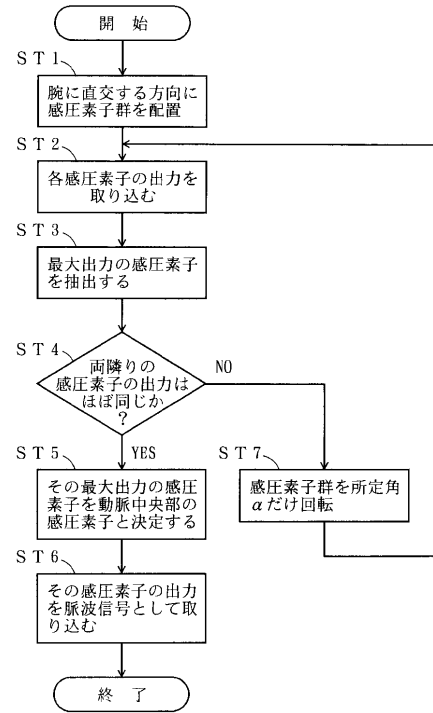 開始
ST1
腕に直交する方向に
感圧素子群を配置
ST2
各感圧素子の出力を
取り込む
ST3
最大出力の感圧素子
を抽出する
ST4
両隣りの
感圧素子の出力は
ほぼ同じか
?
NO
YES
ST5
その最大出力の感圧
素子を動脈中央部の
感圧素子と決定する
ST7
感圧素子群を所定角
αだけ回転
ST6
その感圧素子の出力
を脈波信号として取
り込む
終了